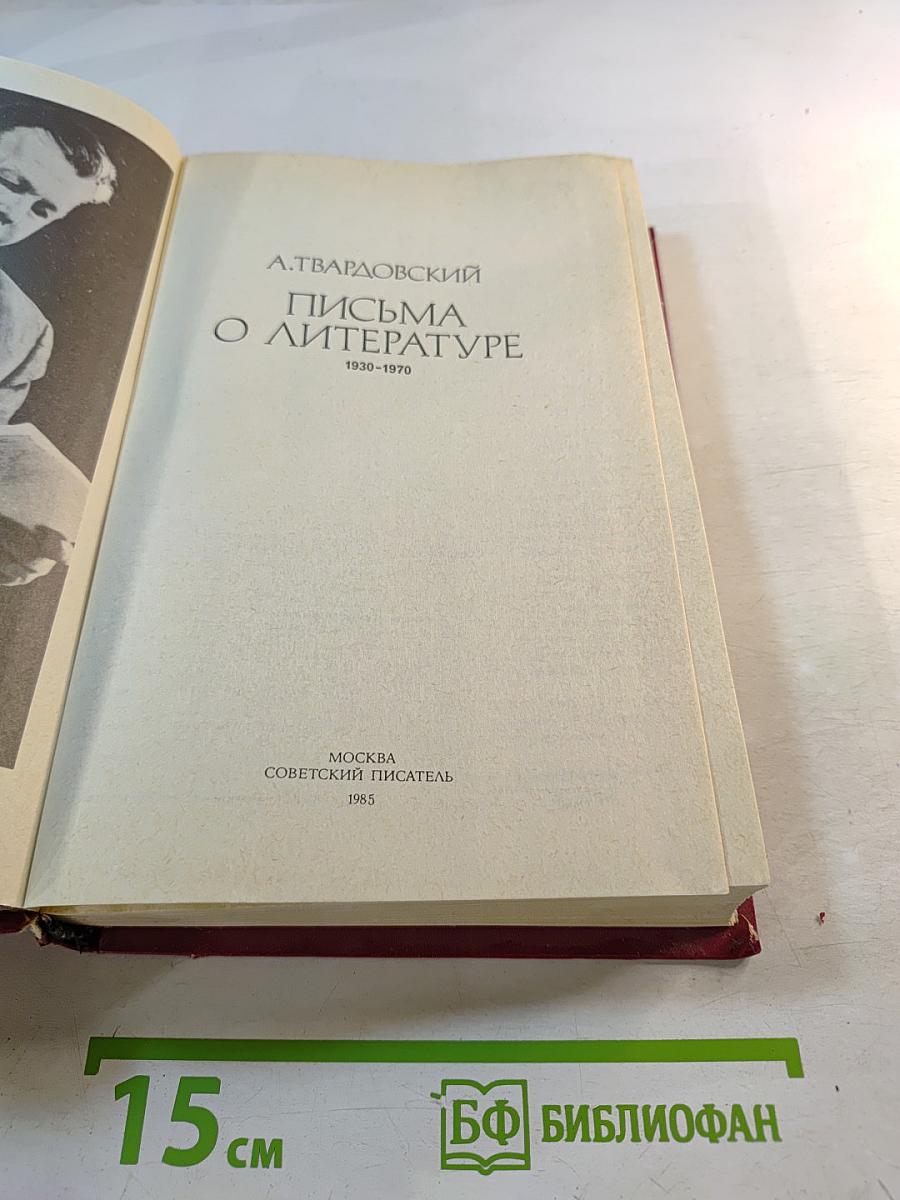 А.ТВАРДОВСКИЙ
ПИСЬМА
О ЛИТЕРАТУРЕ
1930-1970
МОСКВА
СОВЕТСКИЙ ПИСАТЕЛЬ
1985
15 см
БФ БИБЛИОФАН